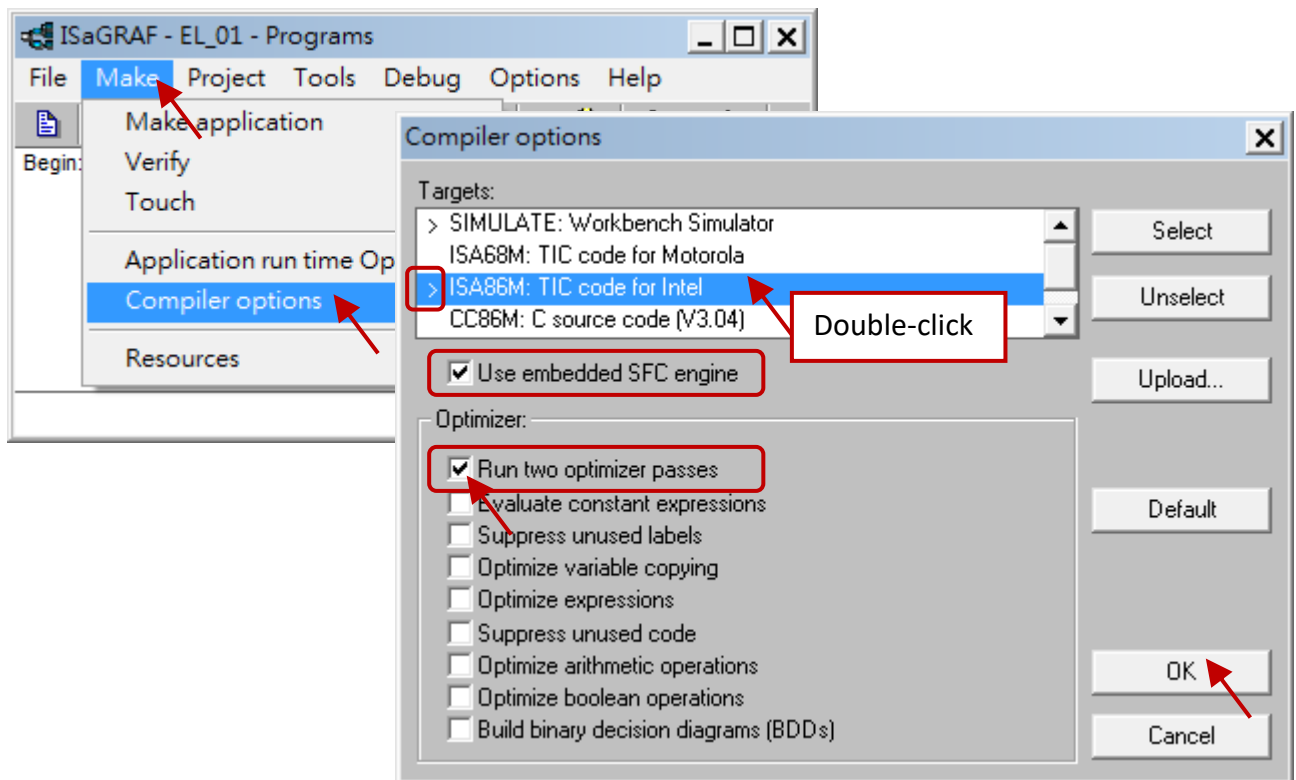 ISaGRAF - EL_01 - Programs
File Make Project Tools Debug Options Help
Make application
Begin:
Verify
Touch
Application run time Op
Compiler options
Resources
Compiler options
Targets:
> SIMULATE: Workbench Simulator
ISA68M: TIC code for Motorola
> ISA86M: TIC code for Intel
CC86M: C source code (V3.04)
Double-click
Select
Unselect
Upload...
Use embedded SFC engine
Optimizer:
Run two optimizer passes
Evaluate constant expressions
Suppress unused labels
Optimize variable copying
Optimize expressions
Suppress unused code
Optimize arithmetic operations
Optimize boolean operations
Build binary decision diagrams (BDDs)
Default
OK
Cancel